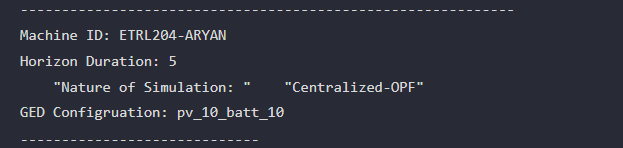 ------------------------------------------------------------
Machine ID: ETRL204-ARYAN
Horizon Duration: 5
    "Nature of Simulation: "    "Centralized-OPF"
GED Configruation: pv_10_batt_10
-----------------------------